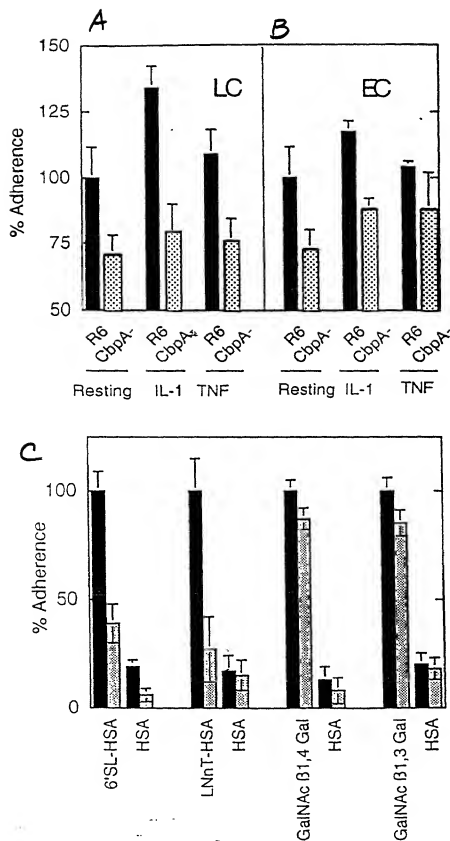 A
B
150
125
100
75
50
% Adherence
LC
EC
R6 CbpA- R6 CbpA- R6 CbpA- R6 CbpA- R6 CbpA- R6 CbpA-
Resting IL-1 TNF Resting IL-1 TNF
C
100
50
0
% Adherence
6'SL-HSA
HSA
LNnT-HSA
HSA
GalNAc ß1,4 Gal
HSA
GalNAc ß1,3 Gal
HSA